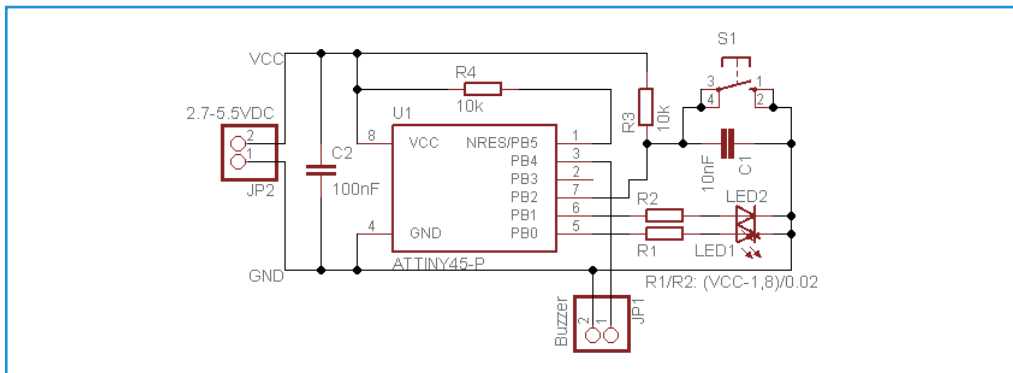 S1
VCC
R4
3
1
4
2
10k
R3
10k
2.7-5.5VDC
U1
2
1
JP2
C2
100nF
8
VCC
NRES/PB5
1
PB4
3
PB3
2
PB2
7
PB1
6
PB0
5
4
GND
ATTINY45-P
10nF
C1
R2
LED2
R1
LED1
GND
R1/R2: (VCC-1,8)/0.02
Buzzer
2
1
JP1